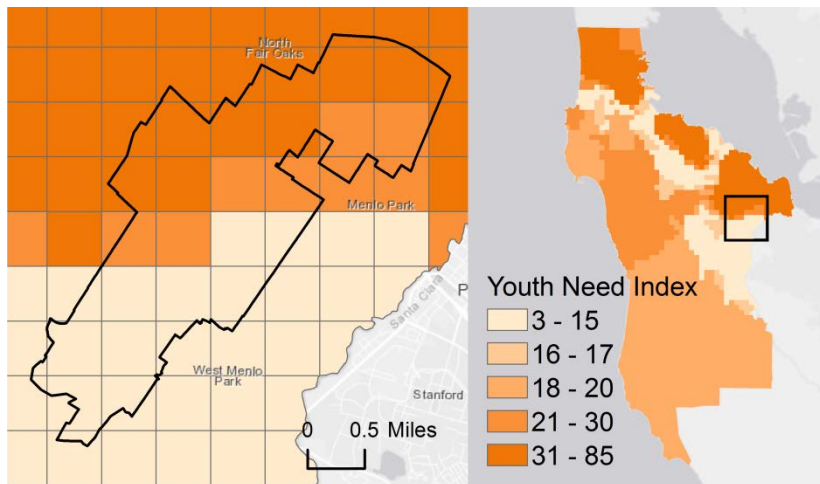 North
Fair Oaks
Menlo Park
Santa Clara
P
West Menlo
Park
Stanford
0 0.5 Miles
Youth Need Index
3 - 15
16 - 17
18 - 20
21 - 30
31 - 85